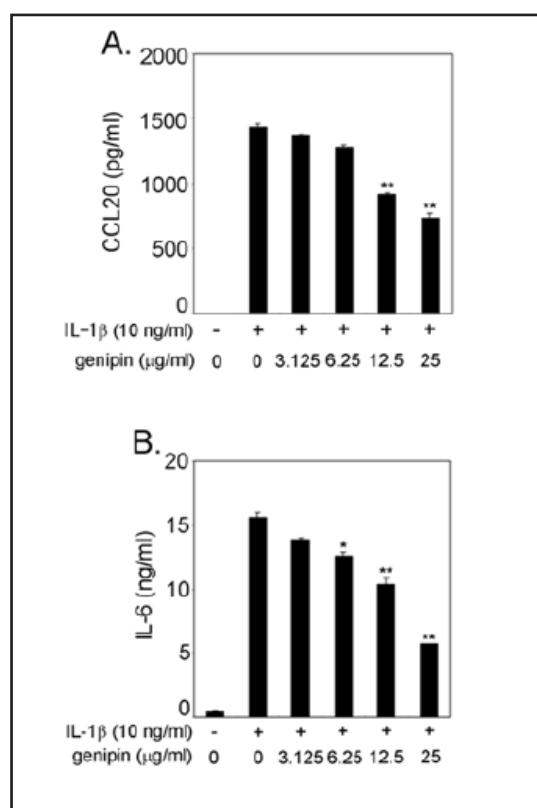 A.
2000
1500
1000
500
0
CCL20 (pg/ml)
**
**
IL-1β (10 ng/ml) - + + + + +
genipin (μg/ml) 0 0 3.125 6.25 12.5 25
B.
20
15
10
5
0
IL-6 (ng/ml)
*
**
**
IL-1β (10 ng/ml) - + + + + +
genipin (μg/ml) 0 0 3.125 6.25 12.5 25